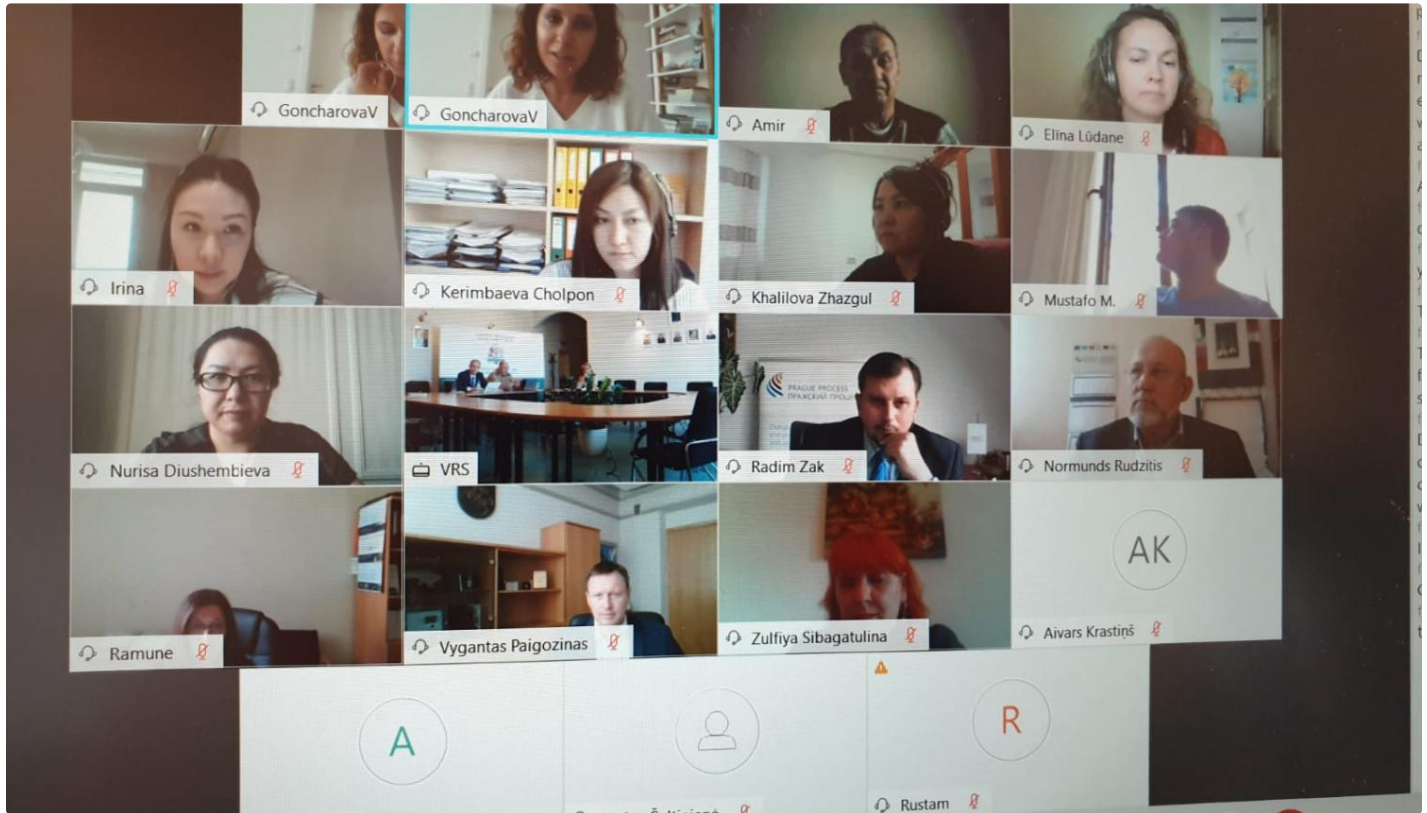 GoncharovaV
GoncharovaV
Amir
Elina Lūdane
Irina
Kerimbaeva Cholpon
Khalilova Zhazgul
Mustafo M.
Nurisa Diushembieva
VRS
PRAGUE PROCESS
ПРАЖСКИЙ ПРОЦ
Radim Zak
Normunds Rudzitis
Ramune
Vygantas Paigozinas
Zulfiya Sibagatulina
AK
Aivars Krastiņš
A
R
Rustam